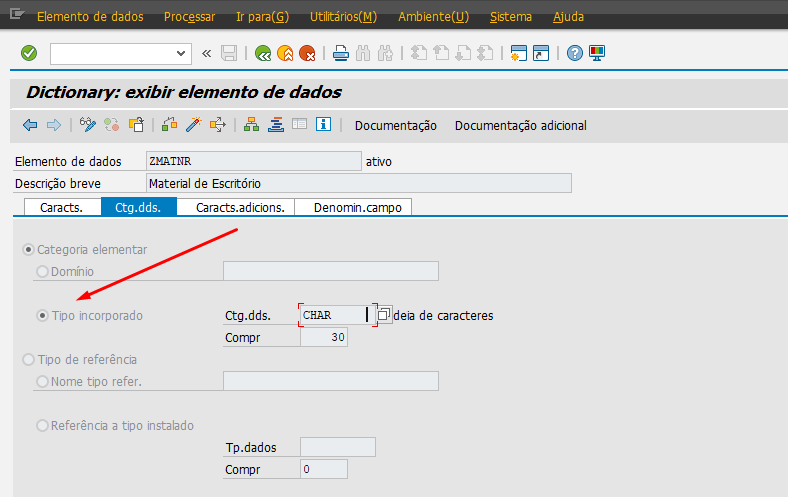 Elemento de dados Processar Ir para(G) Utilitários(M) Ambiente(U) Sistema Ajuda
Dictionary: exibir elemento de dados
Documentação Documentação adicional
Elemento de dados ZMATNR ativo
Descrição breve Material de Escritório
Caracts. Ctg.dds. Caracts.adicions. Denomin.campo
Categoria elementar
Domínio
Tipo incorporado Ctg.dds. CHAR deia de caracteres
Compr 30
Tipo de referência
Nome tipo refer.
Referência a tipo instalado
Tp.dados
Compr 0